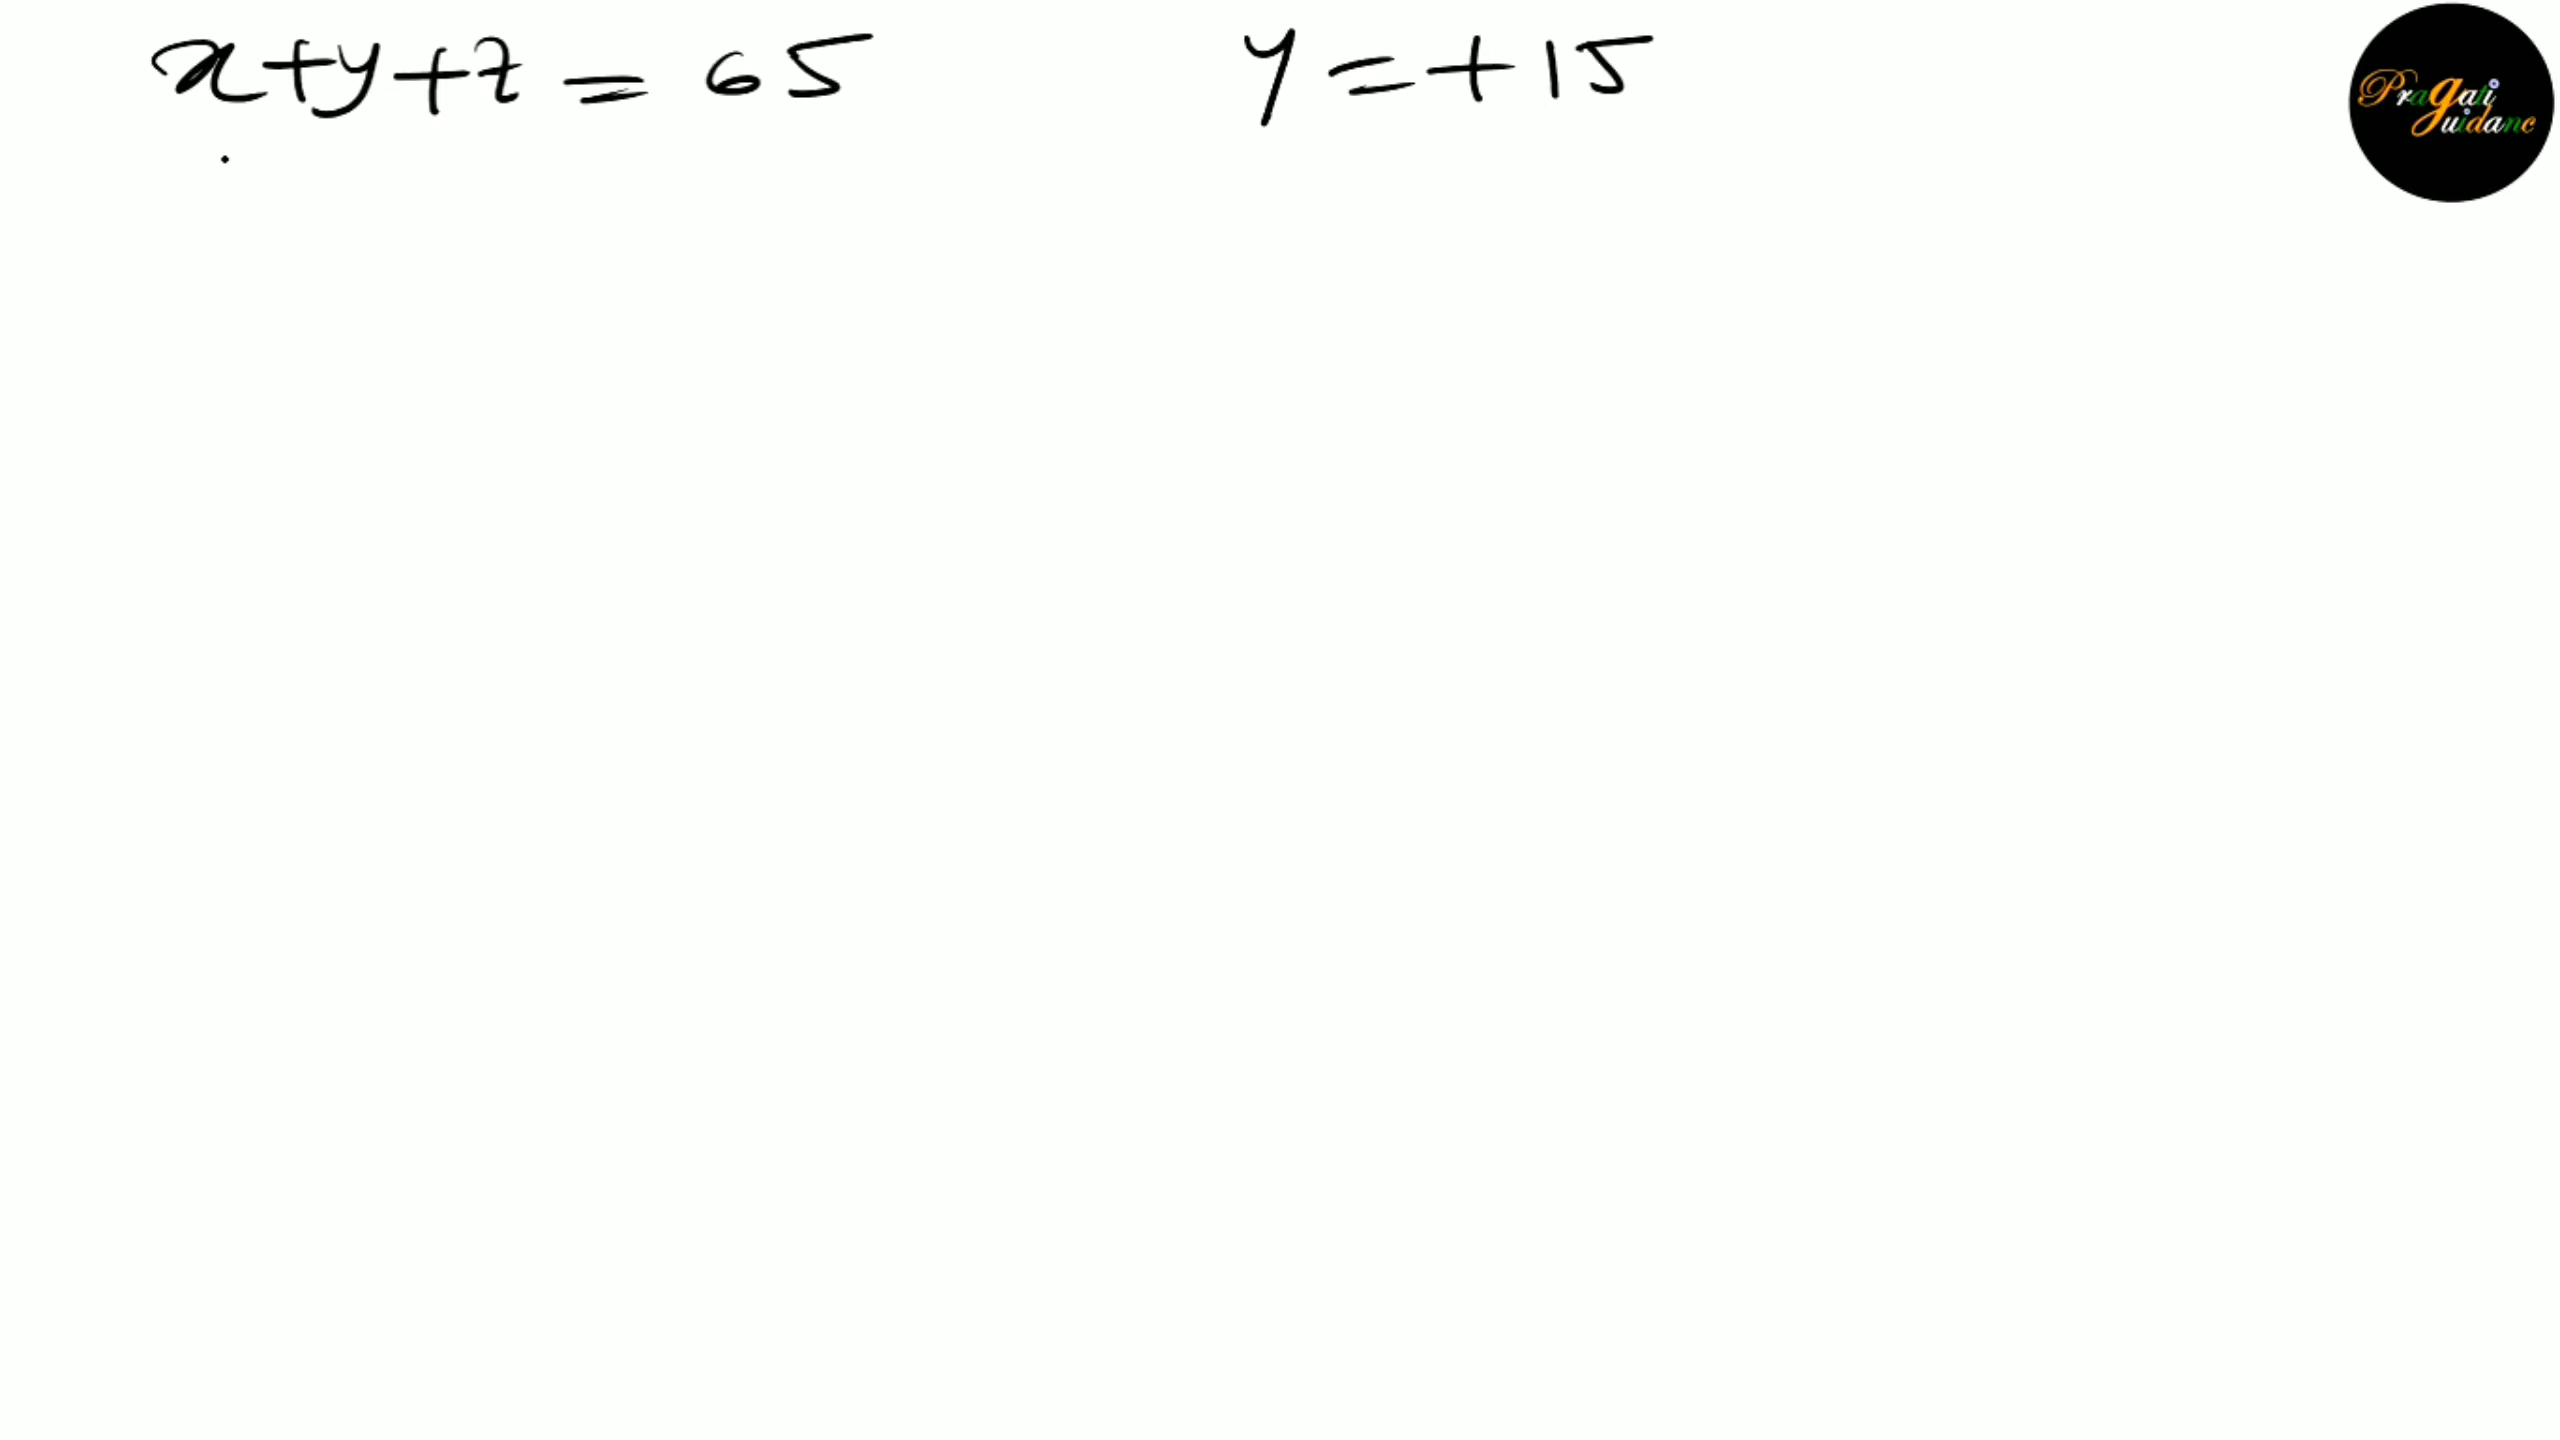 x+y+z = 65
y = +15
Pragati
Guidanc